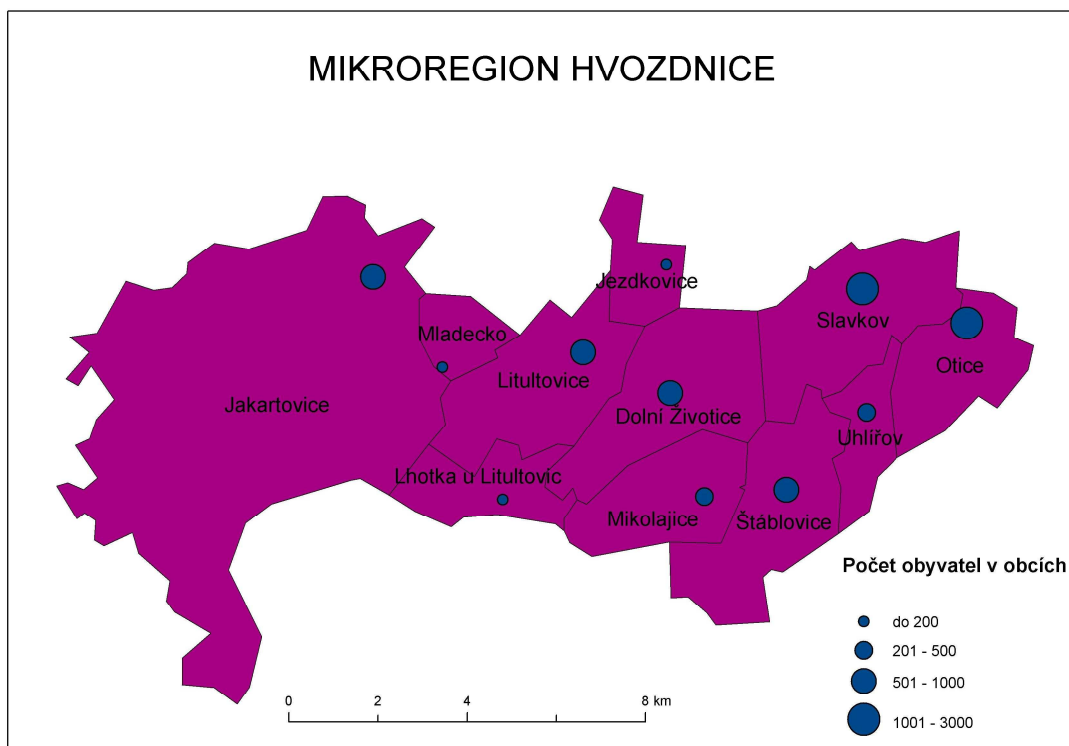 MIKROREGION HVOZDNICE
Jezdkovice
Slavkov
Mladecko
Litultovice
Otice
Jakartovice
Dolní Životice
Uhlířov
Lhotka u Litultovic
Mikolajice
Štáblovice
Počet obyvatel v obcích
do 200
201 - 500
501 - 1000
1001 - 3000
0 2 4 6 8 km